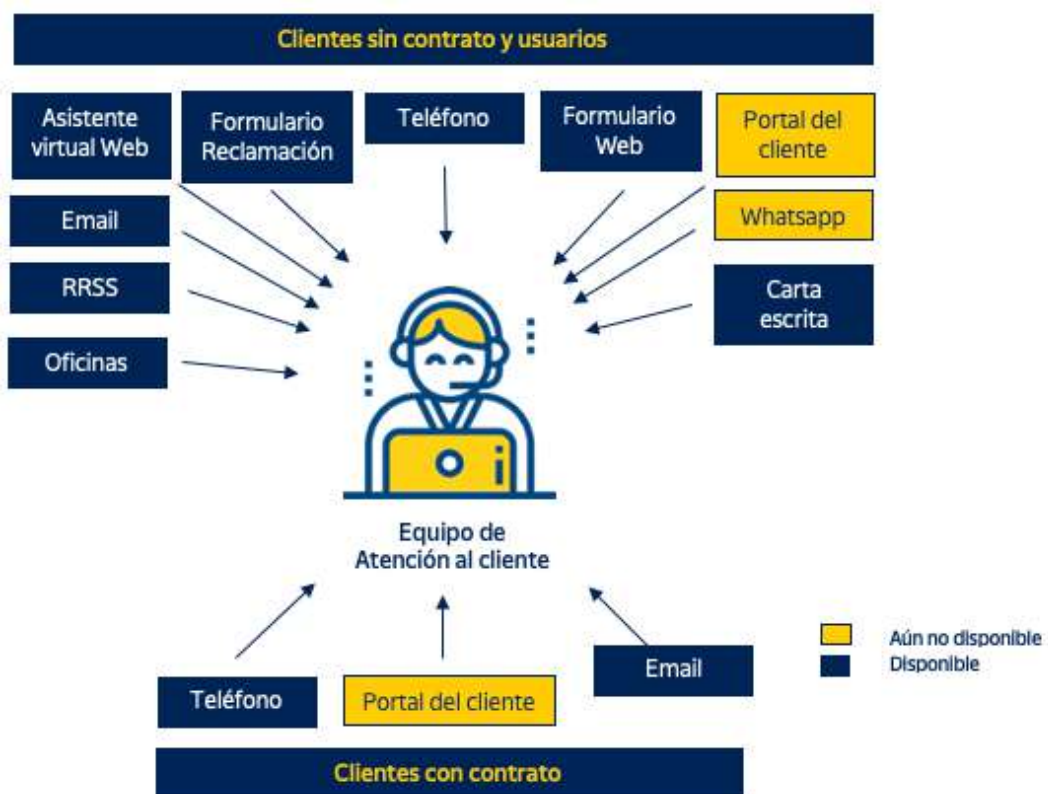 Clientes sin contrato y usuarios
Asistente
virtual Web
Formulario
Reclamación
Teléfono
Formulario
Web
Portal del
cliente
Email
Whatsapp
RRSS
Carta
escrita
Oficinas
Equipo de
Atención al cliente
Teléfono
Portal del cliente
Email
Aún no disponible
Disponible
Clientes con contrato